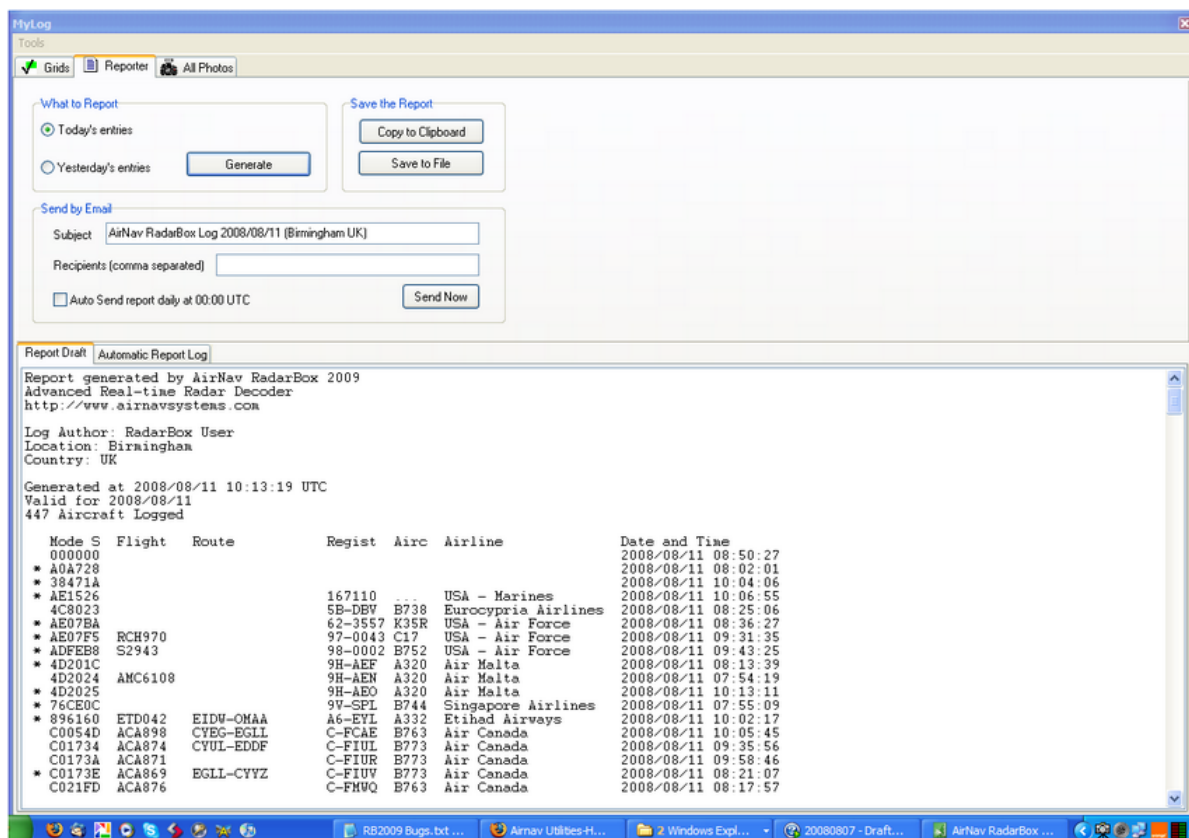 MyLog
Tools
Grids Reporter All Photos
What to Report
Today's entries
Yesterday's entries Generate
Save the Report
Copy to Clipboard
Save to File
Send by Email
Subject AirNav RadarBox Log 2008/08/11 (Birmingham UK)
Recipients (comma separated)
Auto Send report daily at 00:00 UTC Send Now
Report Draft Automatic Report Log
Report generated by AirNav RadarBox 2009
Advanced Real-time Radar Decoder
http://www.airnavsystems.com
Log Author: RadarBox User
Location: Birmingham
Country: UK
Generated at 2008/08/11 10:13:19 UTC
Valid for 2008/08/11
447 Aircraft Logged
Mode S Flight Route Regist Airc Airline Date and Time
000000 2008/08/11 08:50:27
* A0A728 2008/08/11 08:02:01
* 38471A 2008/08/11 10:04:06
* AE1526 167110 ... USA - Marines 2008/08/11 10:06:55
4C8023 5B-DBV B738 Eurocypria Airlines 2008/08/11 08:25:06
* AE07BA 62-3557 K35R USA - Air Force 2008/08/11 08:36:27
* AE07F5 RCH970 97-0043 C17 USA - Air Force 2008/08/11 09:31:35
* ADFEB8 S2943 98-0002 B752 USA - Air Force 2008/08/11 09:43:25
* 4D201C 9H-AEF A320 Air Malta 2008/08/11 08:13:39
4D2024 AMC6108 9H-AEN A320 Air Malta 2008/08/11 07:54:19
* 4D2025 9H-AEO A320 Air Malta 2008/08/11 10:13:11
* 76CE0C 9V-SPL B744 Singapore Airlines 2008/08/11 07:55:09
* 896160 ETD042 EIDW-OMAA A6-EYL A332 Etihad Airways 2008/08/11 10:02:17
C0054D ACA898 CYEG-EGLL C-FCAE B763 Air Canada 2008/08/11 10:05:45
C01734 ACA874 CYUL-EDDF C-FIUL B773 Air Canada 2008/08/11 09:35:56
C0173A ACA871 C-FIUR B773 Air Canada 2008/08/11 09:58:46
* C0173E ACA869 EGLL-CYYZ C-FIUV B773 Air Canada 2008/08/11 08:21:07
C021FD ACA876 C-FMWQ B763 Air Canada 2008/08/11 08:17:57
RB2009 Bugs.txt ... Airnav Utilities-H... 2 Windows Expl... 20080807 - Draft... AirNav RadarBox ...